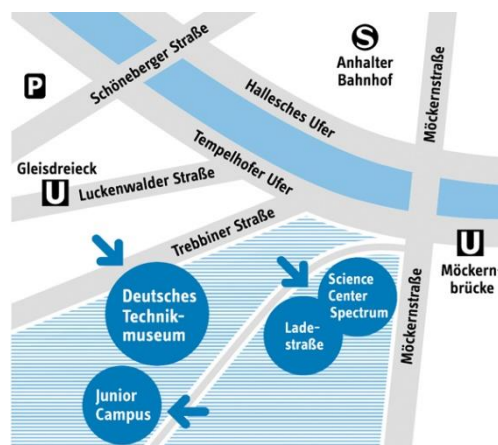 Schöneberger Straße
S
Anhalter
Bahnhof
Möckernstraße
P
Hallesches Ufer
Tempelhofer Ufer
Gleisdreieck
U
Luckenwalder Straße
Trebbiner Straße
U
Möckern-
brücke
Deutsches
Technik-
museum
Science
Center
Spectrum
Lade-
straße
Möckernstraße
Junior
Campus